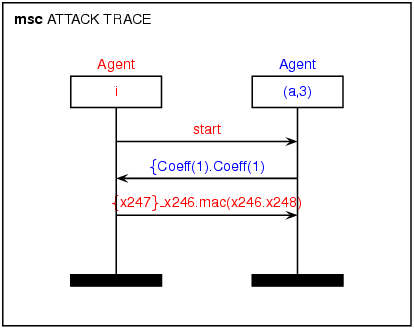 msc ATTACK TRACE
Agent Agent
i (a,3)
start
{Coeff(1).Coeff(1)
{x247}_x246.mac(x246.x248)